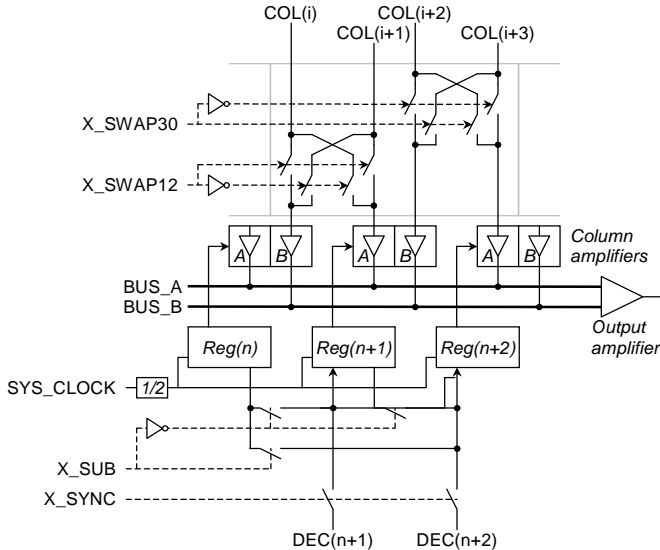 COL(i) COL(i+2)
COL(i+1) COL(i+3)
X_SWAP30
X_SWAP12
A B A B A B
Column
amplifiers
BUS_A
BUS_B
Output
amplifier
Reg(n) Reg(n+1) Reg(n+2)
SYS_CLOCK 1/2
X_SUB
X_SYNC
DEC(n+1) DEC(n+2)